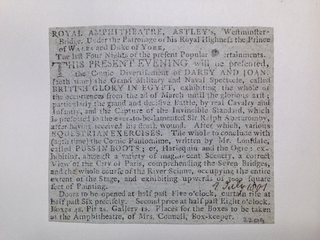 ROYAL AMPHITHEATRE, ASTLEY's, Westminster-
Bridge. Under the Patronage of his Royal Highness the Prince
of WALES and DUKE of YORK.
The last Four Nights of the present Popular Entertainments.
THIS PRESENT EVENING will be presented,
the Comic Divertisement of DARBY AND JOAN:
(sixth time) the Grand Military and Naval Spectacle, called
BRITISH GLORY IN EGYPT, exhibiting the whole of
the occurrences from the 2d of March until the glorious 21st;
particularly the grand and decisive battle, by real Cavalry and
Infantry, and the Capture of the Invincible Standard, which
is presented to the ever-to-be-lamented Sir Ralph Abercromby,
after having received his fatal wound. After which, various
EQUESTRIAN EXERCISES. The whole to conclude with
time) the Comic Pantomime, written by Mr. Lonsdale,
called PUSS IN BOOTS; or, Harlequin and the Ogre: ex-
hibiting, amongst a variety of magnificent Scenery, a correct
View of the City of Paris, comprehending the Seven Bridges,
and the whole course of the River Seine, occupying the entire
extent of the Stage, and exhibiting upwards of square
feet of Painting.
9 July 1801
Doors to be opened at half past Five o'clock, curtain rise at
half past Six precisely. Second price at half past Eight o'clock.
Boxes 4s. Pit 2s. Gallery 1s. Places for the Boxes to be taken
at the Amphitheatre, of Mrs. Connell, Box-keeper.